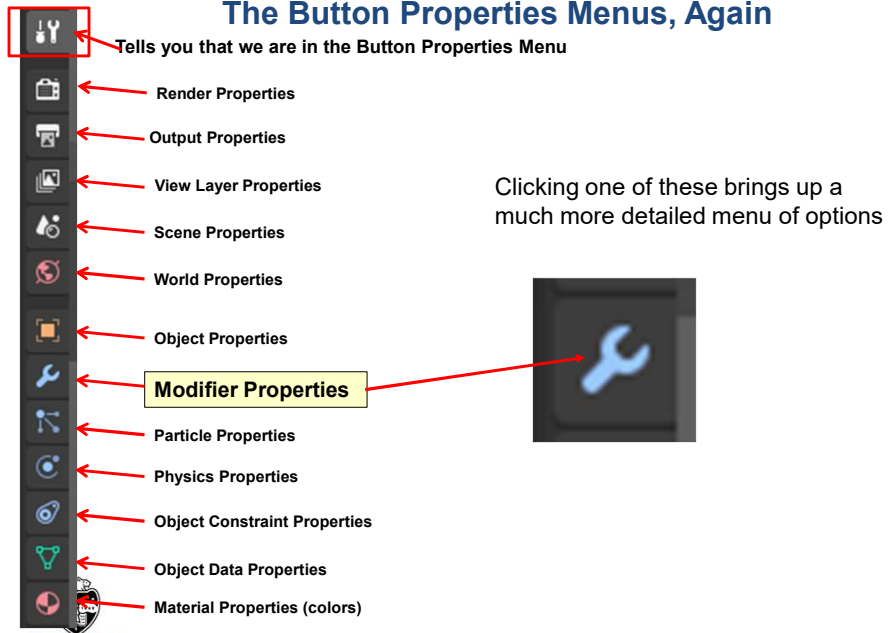 The Button Properties Menus, Again
Tells you that we are in the Button Properties Menu
Render Properties
Output Properties
View Layer Properties
Scene Properties
World Properties
Object Properties
Modifier Properties
Particle Properties
Physics Properties
Object Constraint Properties
Object Data Properties
Material Properties (colors)
Clicking one of these brings up a
much more detailed menu of options